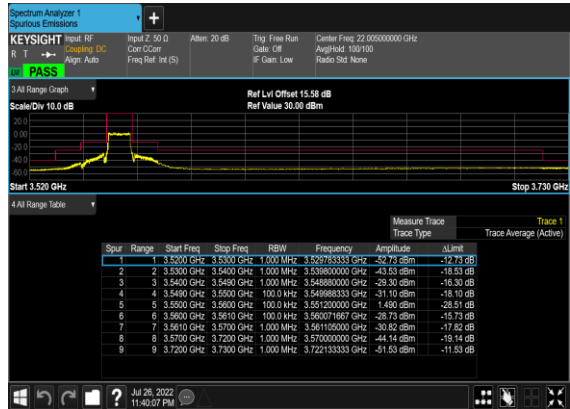 Spectrum Analyzer 1
Spurious Emissions
+
KEYSIGHT Input: RF Input Z: 50 Ω Atten: 20 dB Trig: Free Run Center Freq: 22.005000000 GHz
R T Coupling: DC Corr CCorr Gate: Off Avg|Hold: 100/100
Align: Auto Freq Ref: Int (S) IF Gain: Low Radio Std: None
PASS
3 All Range Graph Ref Lvl Offset 15.58 dB
Scale/Div 10.0 dB Ref Value 30.00 dBm
20.0
0.00
-20.0
-40.0
-60.0
Start 3.520 GHz Stop 3.730 GHz
4 All Range Table
Measure Trace Trace 1
Trace Type Trace Average (Active)
Spur Range Start Freq Stop Freq RBW Frequency Amplitude ΔLimit
1 1 3.5200 GHz 3.5300 GHz 1.000 MHz 3.529783333 GHz -52.73 dBm -12.73 dB
2 2 3.5300 GHz 3.5400 GHz 1.000 MHz 3.539800000 GHz -43.53 dBm -18.53 dB
3 3 3.5400 GHz 3.5490 GHz 1.000 MHz 3.548880000 GHz -29.30 dBm -16.30 dB
4 4 3.5490 GHz 3.5500 GHz 100.0 kHz 3.549988333 GHz -31.10 dBm -18.10 dB
5 5 3.5500 GHz 3.5600 GHz 100.0 kHz 3.551200000 GHz 1.490 dBm -28.51 dB
6 6 3.5600 GHz 3.5610 GHz 100.0 kHz 3.560071667 GHz -28.73 dBm -15.73 dB
7 7 3.5610 GHz 3.5700 GHz 1.000 MHz 3.561105000 GHz -30.82 dBm -17.82 dB
8 8 3.5700 GHz 3.7200 GHz 1.000 MHz 3.570000000 GHz -44.14 dBm -19.14 dB
9 9 3.7200 GHz 3.7300 GHz 1.000 MHz 3.722133333 GHz -51.53 dBm -11.53 dB
? Jul 26, 2022
11:40:07 PM